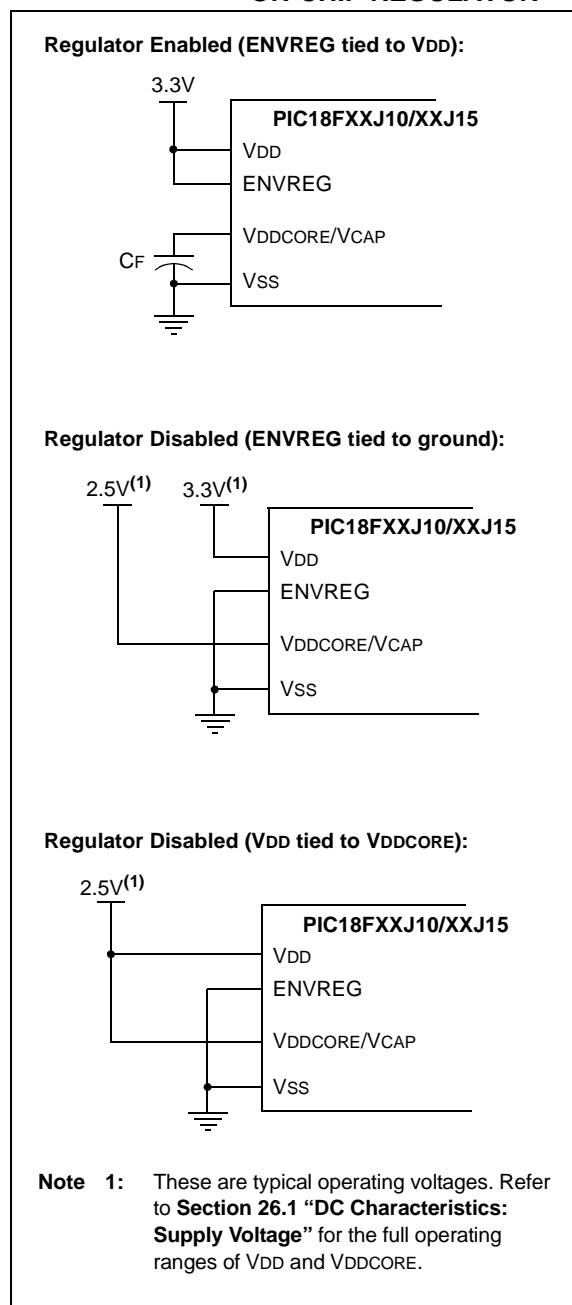 ON-CHIP REGULATOR
Regulator Enabled (ENVREG tied to VDD):
3.3V
PIC18FXXJ10/XXJ15
VDD
ENVREG
VDDCORE/VCAP
CF
VSS
Regulator Disabled (ENVREG tied to ground):
2.5V(1) 3.3V(1)
PIC18FXXJ10/XXJ15
VDD
ENVREG
VDDCORE/VCAP
VSS
Regulator Disabled (VDD tied to VDDCORE):
2.5V(1)
PIC18FXXJ10/XXJ15
VDD
ENVREG
VDDCORE/VCAP
VSS
Note 1: These are typical operating voltages. Refer
to Section 26.1 “DC Characteristics:
Supply Voltage” for the full operating
ranges of VDD and VDDCORE.